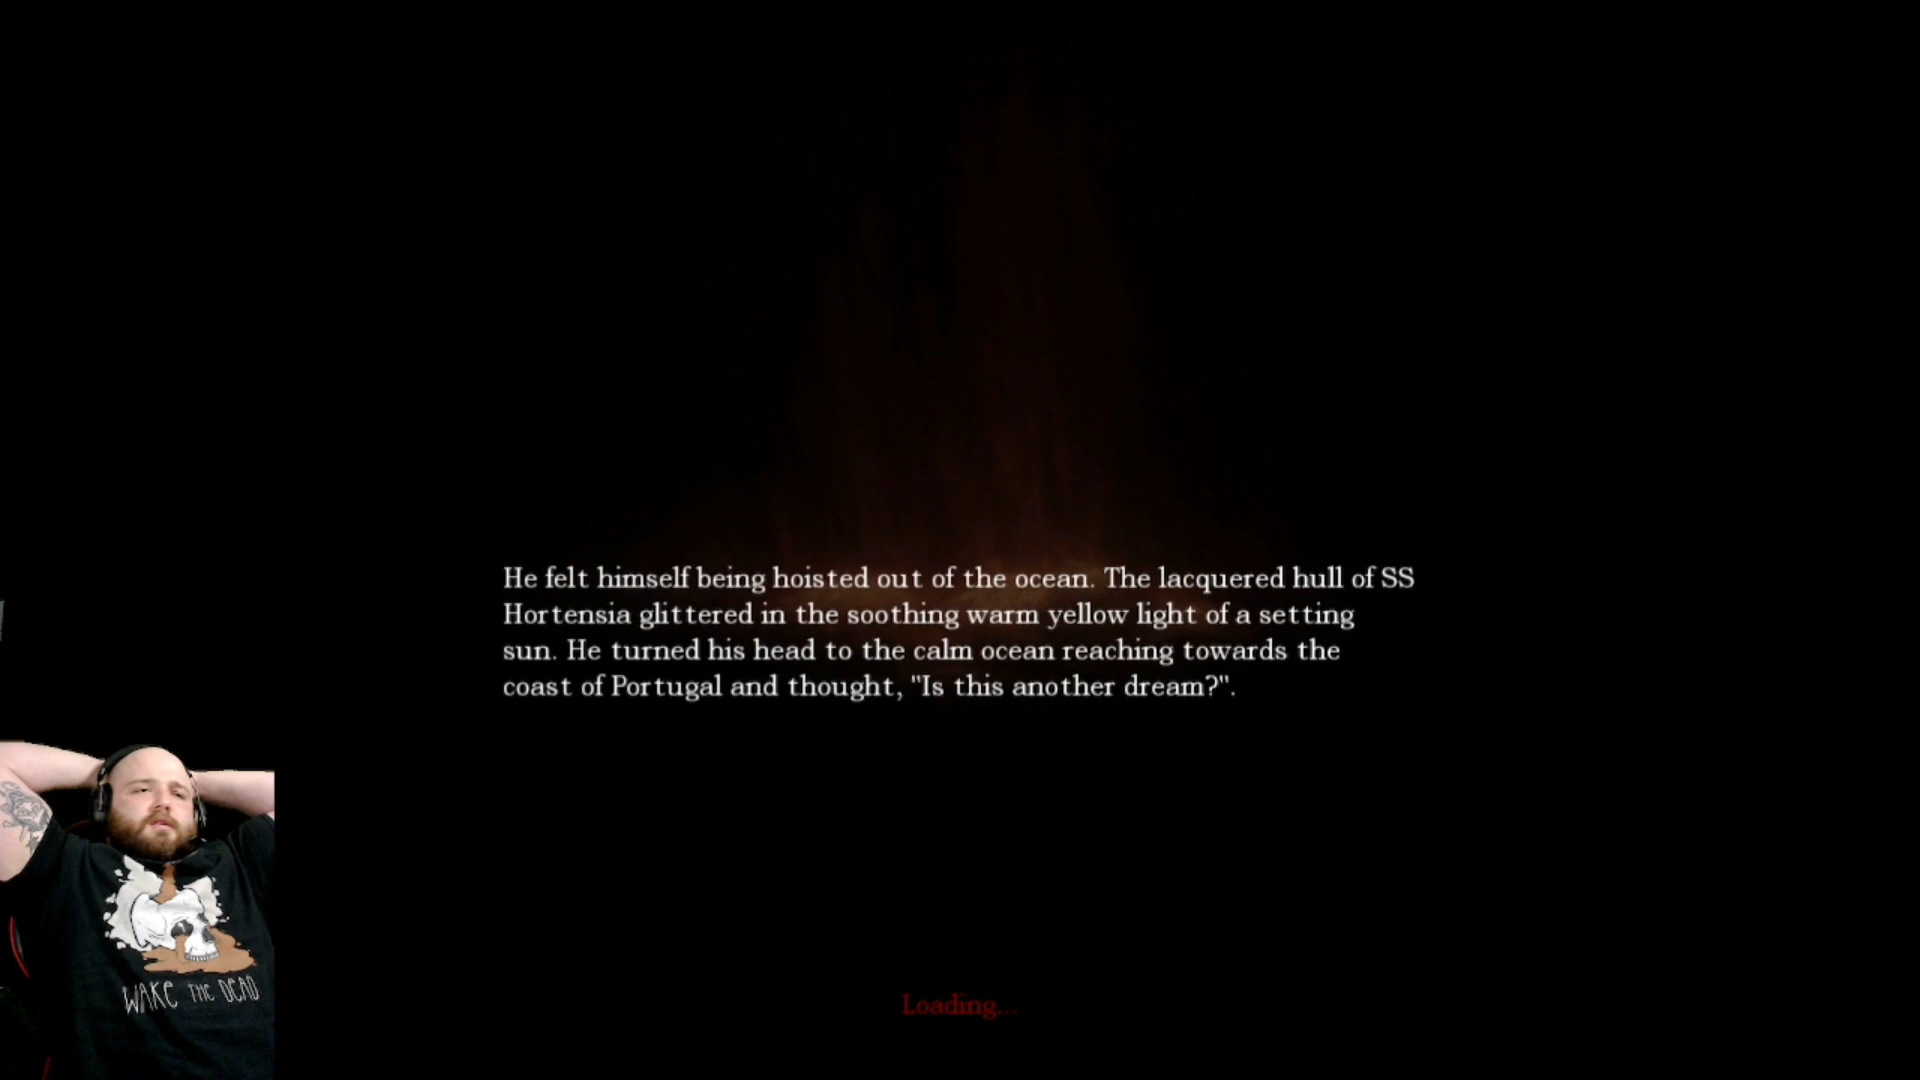 He felt himself being hoisted out of the ocean. The lacquered hull of SS
Hortensia glittered in the soothing warm yellow light of a setting
sun. He turned his head to the calm ocean reaching towards the
coast of Portugal and thought, "Is this another dream?".
WAKE THE DEAD
Loading...